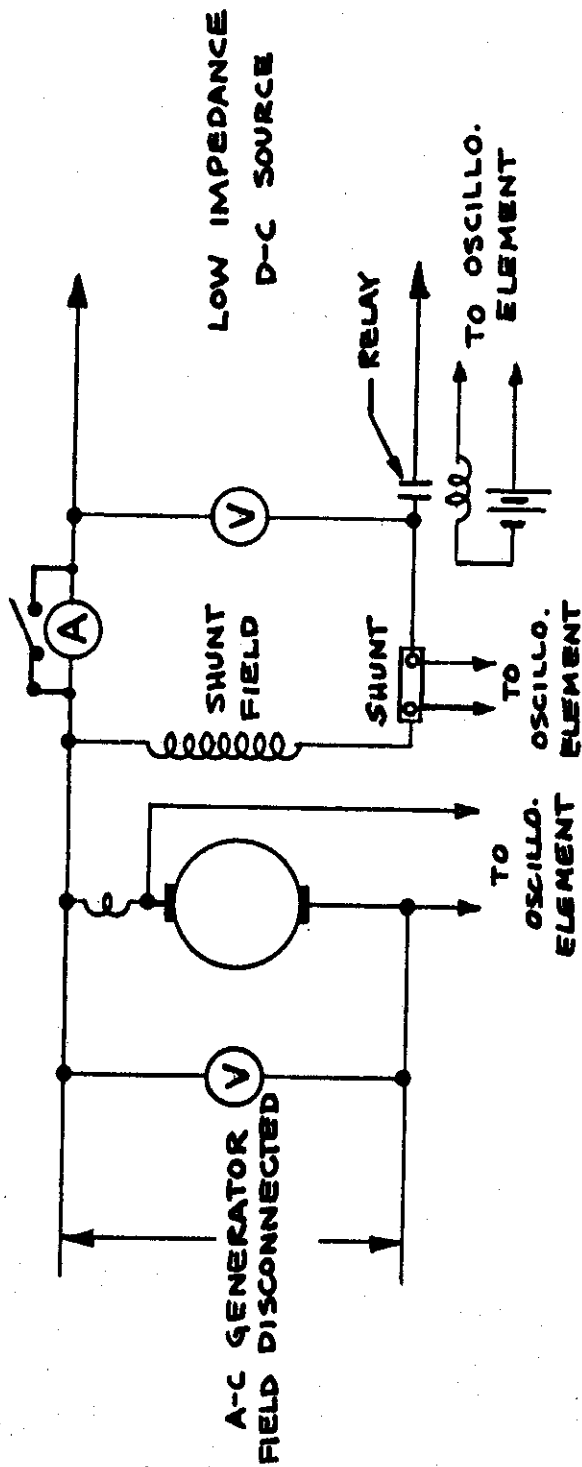 A-C GENERATOR
FIELD DISCONNECTED
V
A
SHUNT
FIELD
V
LOW IMPEDANCE
D-C SOURCE
RELAY
SHUNT
TO
OSCILLO.
ELEMENT
TO
OSCILLO.
ELEMENT
TO OSCILLO.
ELEMENT